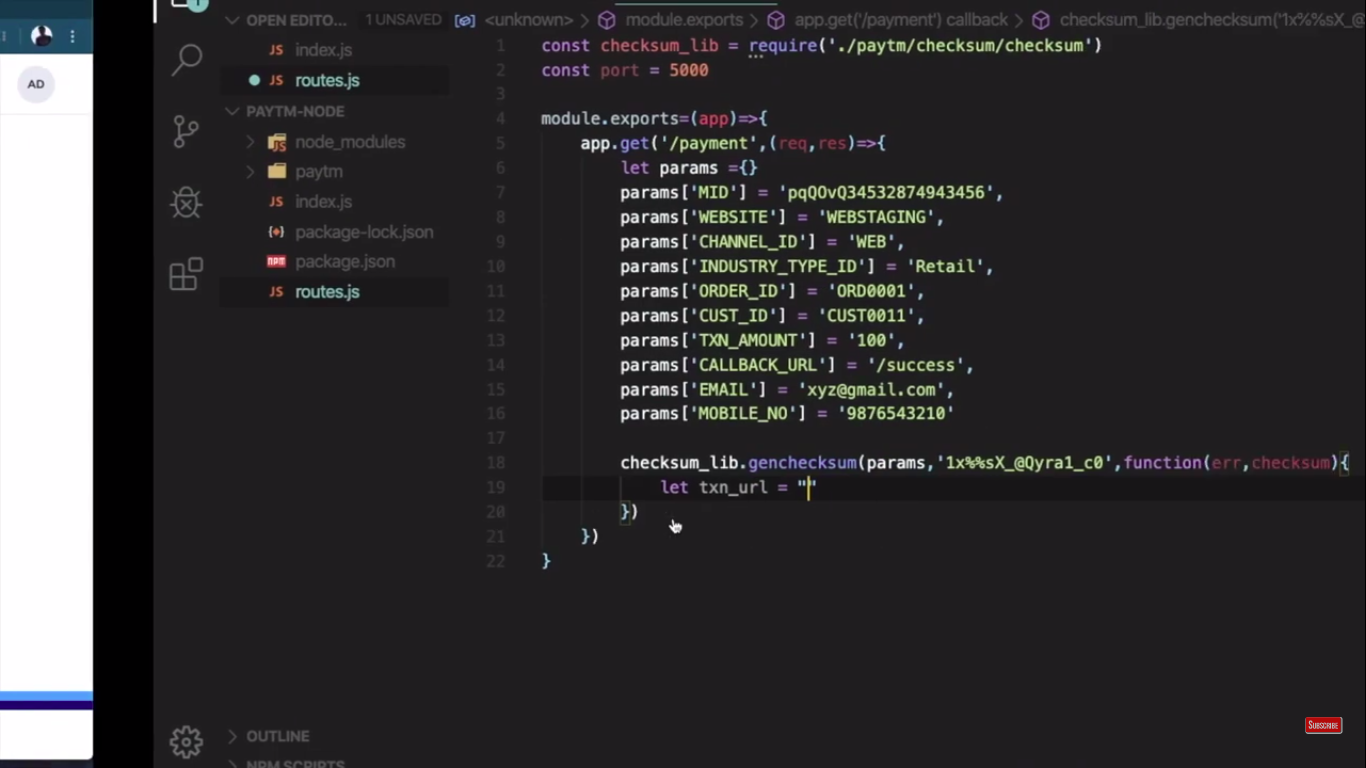 AD
1
OPEN EDITO... 1 UNSAVED
JS index.js
JS routes.js
PAYTM-NODE
node_modules
paytm
JS index.js
package-lock.json
npm package.json
JS routes.js
OUTLINE
NPM SCRIPTS
<unknown> > module.exports > app.get('/payment') callback > checksum_lib.genchecksum('1x%%sX_@
1 const checksum_lib = require('./paytm/checksum/checksum')
2 const port = 5000
3
4 module.exports=(app)=>{
5 app.get('/payment',(req,res)=>{
6 let params ={}
7 params['MID'] = 'pqQOvQ34532874943456',
8 params['WEBSITE'] = 'WEBSTAGING',
9 params['CHANNEL_ID'] = 'WEB',
10 params['INDUSTRY_TYPE_ID'] = 'Retail',
11 params['ORDER_ID'] = 'ORD0001',
12 params['CUST_ID'] = 'CUST0011',
13 params['TXN_AMOUNT'] = '100',
14 params['CALLBACK_URL'] = '/success',
15 params['EMAIL'] = 'xyz@gmail.com',
16 params['MOBILE_NO'] = '9876543210'
17
18 checksum_lib.genchecksum(params,'1x%%sX_@Qyra1_c0',function(err,checksum){
19 let txn_url = ""
20 })
21 })
22 }
SUBSCRIBE